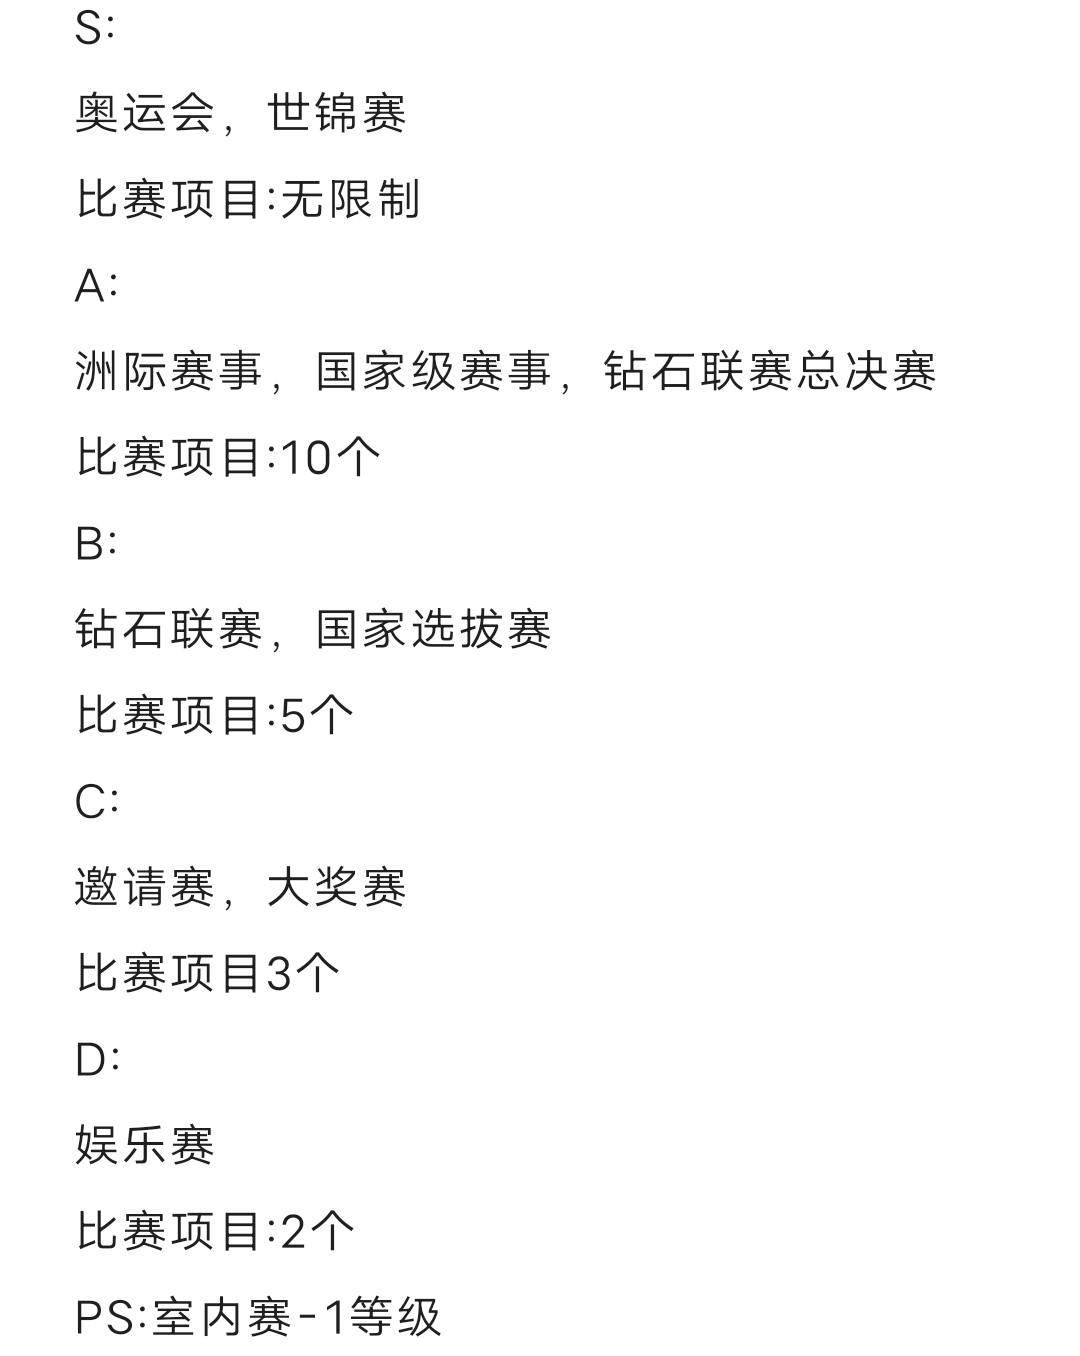 S:
奥运会，世锦赛
比赛项目:无限制
A:
洲际赛事，国家级赛事，钻石联赛总决赛
比赛项目:10个
B:
钻石联赛，国家选拔赛
比赛项目:5个
C:
邀请赛，大奖赛
比赛项目3个
D:
娱乐赛
比赛项目:2个
PS:室内赛-1等级